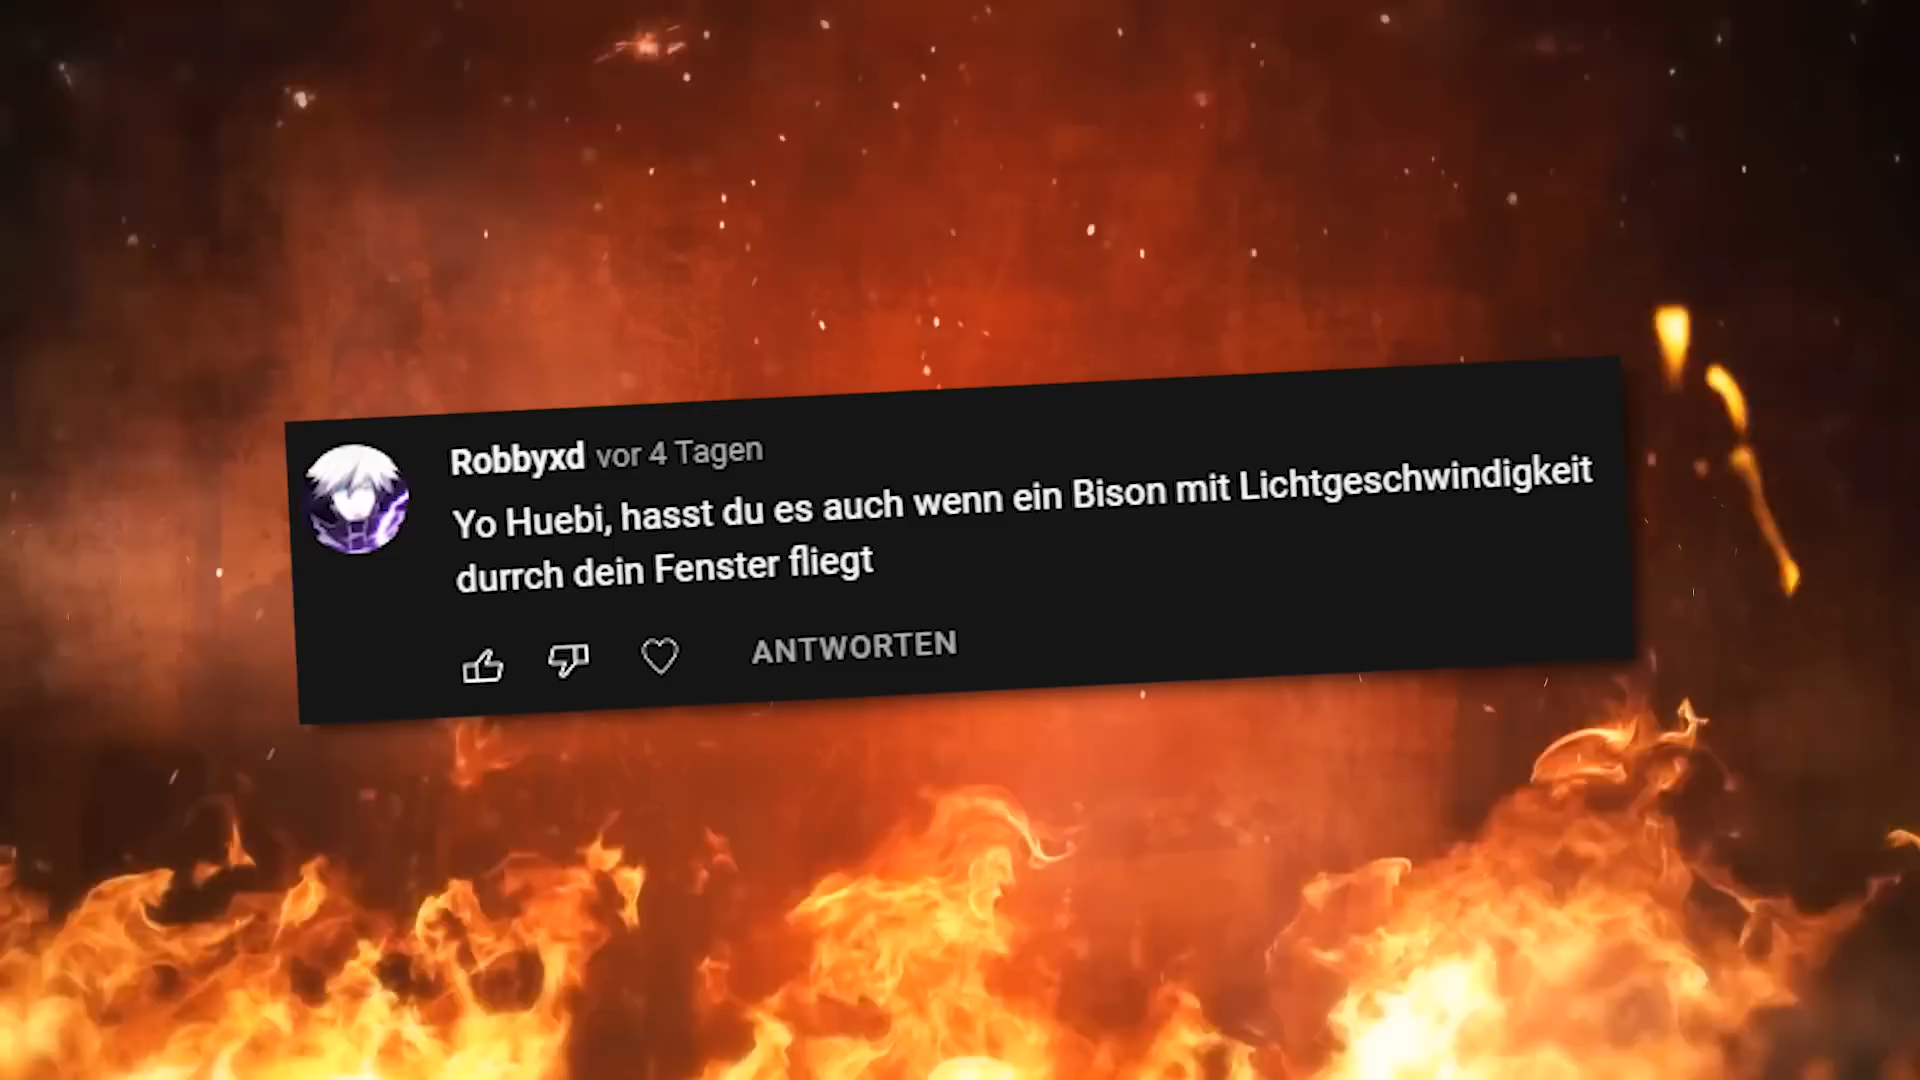 Robbyxd vor 4 Tagen
Yo Huebi, hasst du es auch wenn ein Bison mit Lichtgeschwindigkeit
durrch dein Fenster fliegt
ANTWORTEN